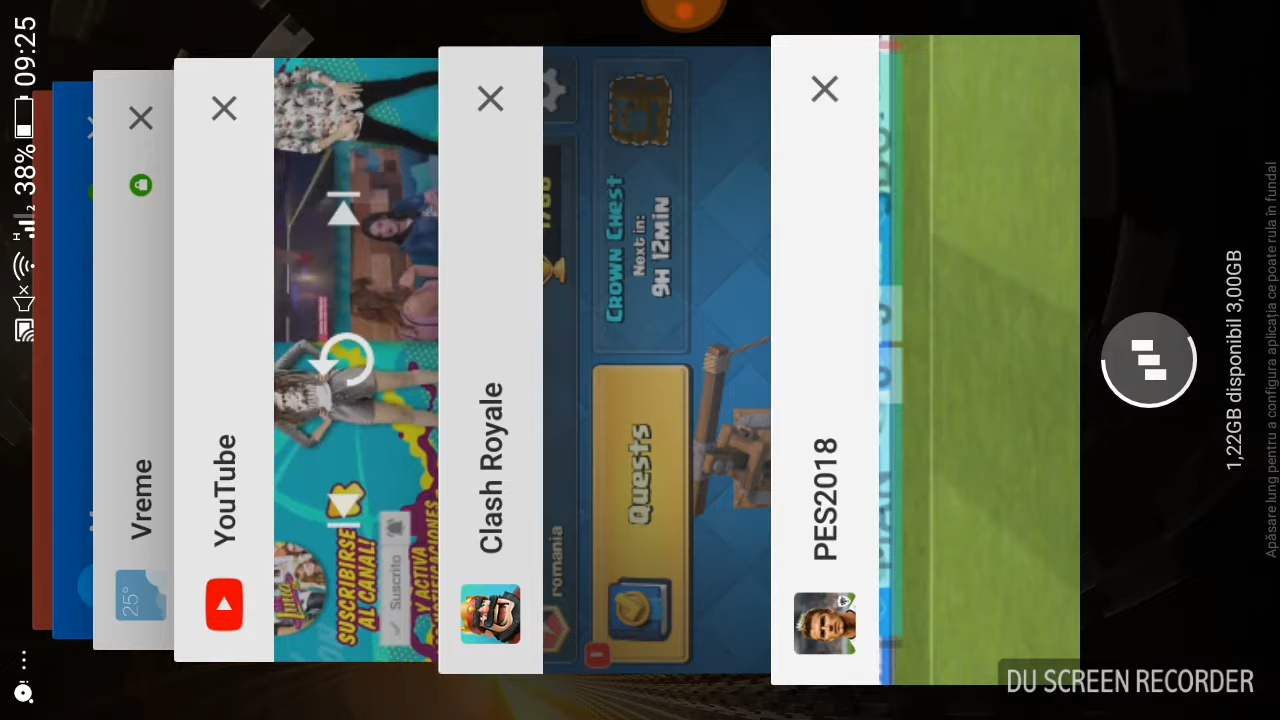 38% 09:25
2
H
Vreme
25°
YouTube
SUSCRIBIRSE
AL CANAL!
Y ACTIVA
Suscrito
Clash Royale
romania
Quests
CROWN CHEST
Next in:
9H 12MIN
PES2018
1,22GB disponibil 3,00GB
Apăsare lung pentru a configura aplicația ce poate rula în fundal
DU SCREEN RECORDER